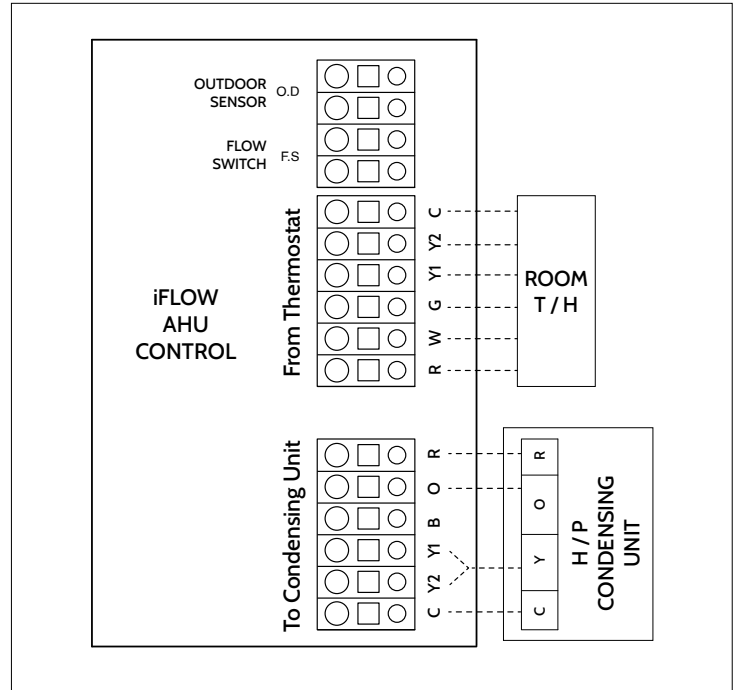 OUTDOOR
SENSOR
O.D
FLOW
SWITCH
F.S
iFLOW
AHU
CONTROL
From Thermostat
C
Y2
Y1
G
W
R
ROOM
T / H
To Condensing Unit
R
O
B
Y1
Y2
C
R
O
Y
C
H / P
CONDENSING
UNIT